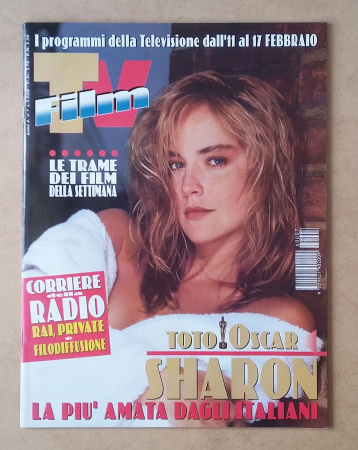 I programmi della Televisione dall'11 al 17 FEBBRAIO
TV
Film
LE TRAME
DEI FILM
DELLA SETTIMANA
CORRIERE
della
RADIO
RAI, PRIVATE
e
FILODIFFUSIONE
TOTO OSCAR
SHARON
LA PIU' AMATA DAGLI ITALIANI